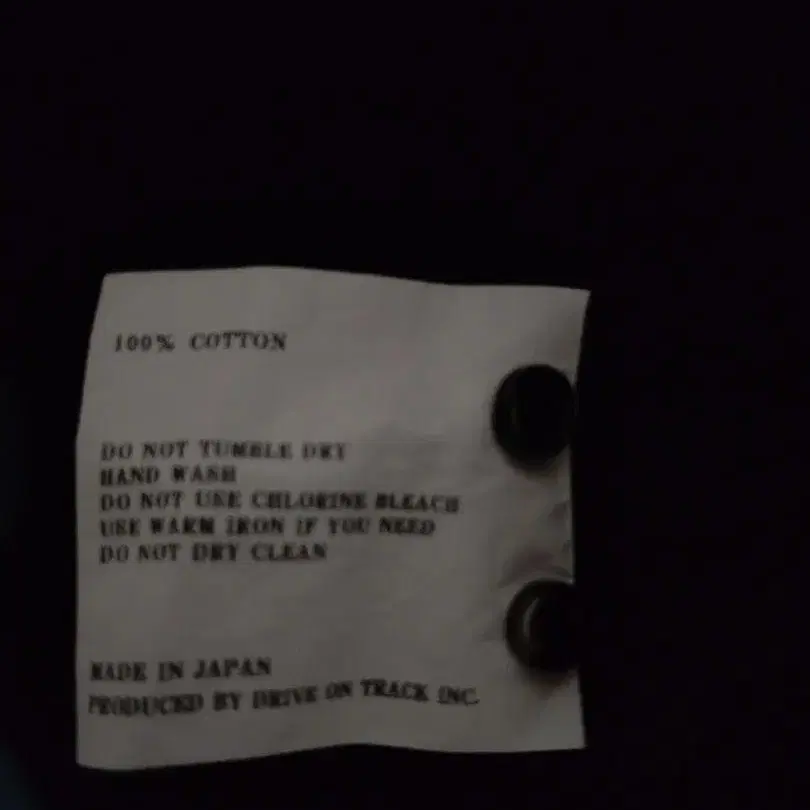 100% COTTON
DO NOT TUMBLE DRY
HAND WASH
DO NOT USE CHLORINE BLEACH
USE WARM IRON IF YOU NEED
DO NOT DRY CLEAN
MADE IN JAPAN
PRODUCED BY DRIVE ON TRACK INC.